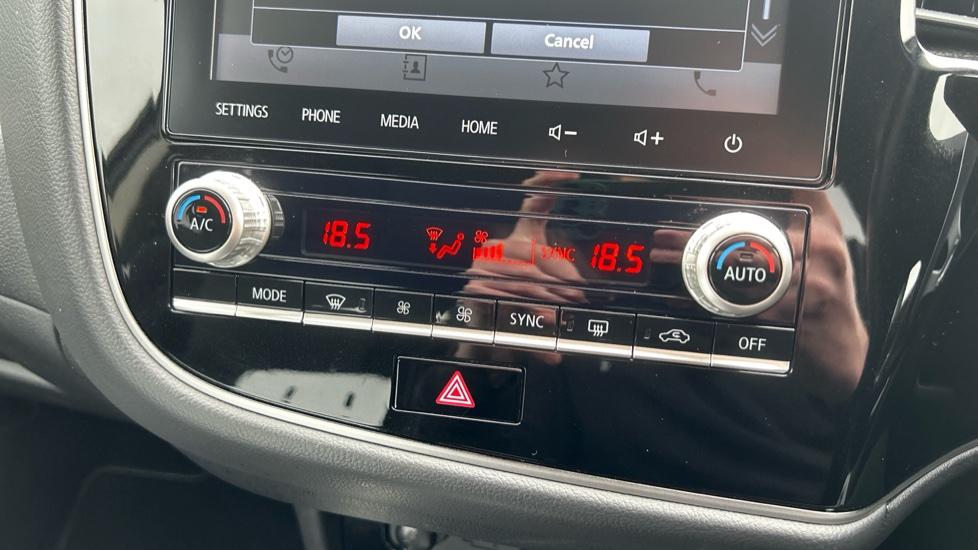 OK Cancel
SETTINGS PHONE MEDIA HOME
A/C 18.5 SYNC 18.5 AUTO
MODE SYNC OFF